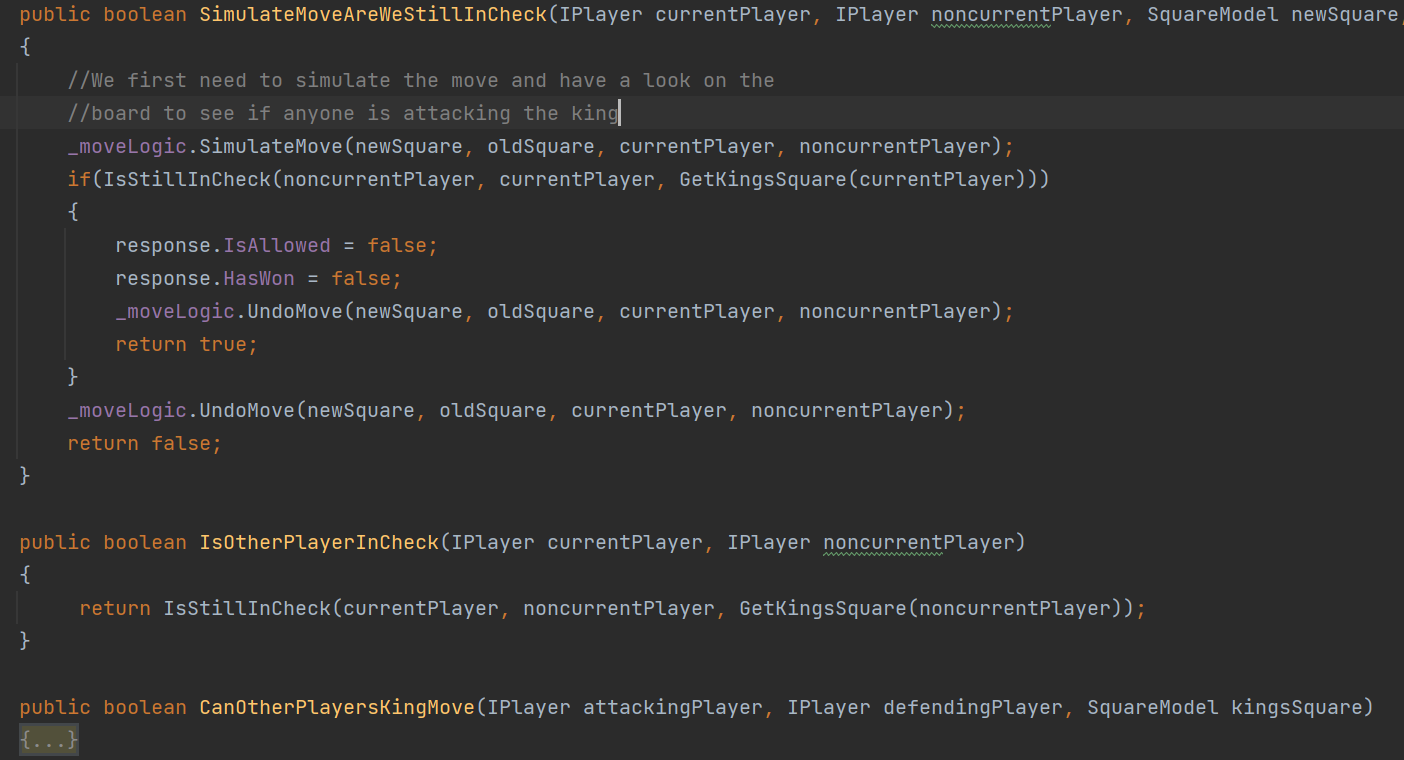 public boolean SimulateMoveAreWeStillInCheck(IPlayer currentPlayer, IPlayer noncurrentPlayer, SquareModel newSquare,
{
//We first need to simulate the move and have a look on the
//board to see if anyone is attacking the king
_moveLogic.SimulateMove(newSquare, oldSquare, currentPlayer, noncurrentPlayer);
if(IsStillInCheck(noncurrentPlayer, currentPlayer, GetKingsSquare(currentPlayer)))
{
response.IsAllowed = false;
response.HasWon = false;
_moveLogic.UndoMove(newSquare, oldSquare, currentPlayer, noncurrentPlayer);
return true;
}
_moveLogic.UndoMove(newSquare, oldSquare, currentPlayer, noncurrentPlayer);
return false;
}
public boolean IsOtherPlayerInCheck(IPlayer currentPlayer, IPlayer noncurrentPlayer)
{
return IsStillInCheck(currentPlayer, noncurrentPlayer, GetKingsSquare(noncurrentPlayer));
}
public boolean CanOtherPlayersKingMove(IPlayer attackingPlayer, IPlayer defendingPlayer, SquareModel kingsSquare)
{...}